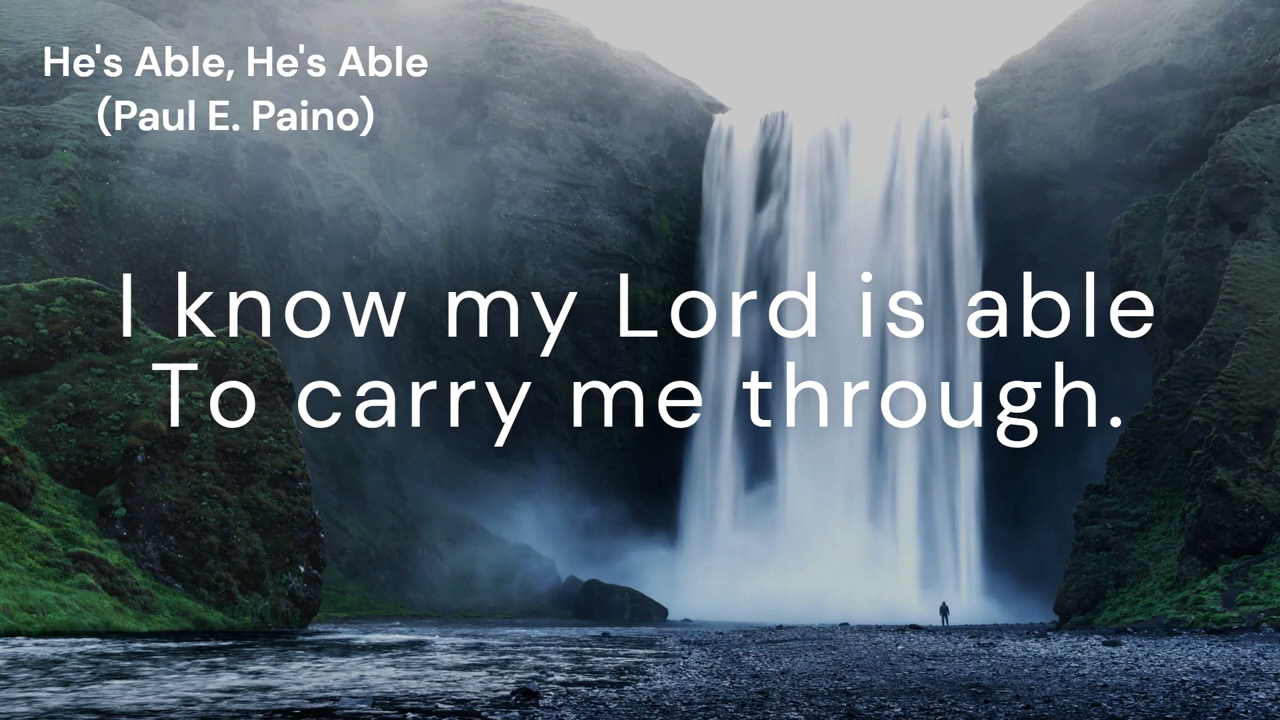 He's Able, He's Able
(Paul E. Paino)
I know my Lord is able
To carry me through.